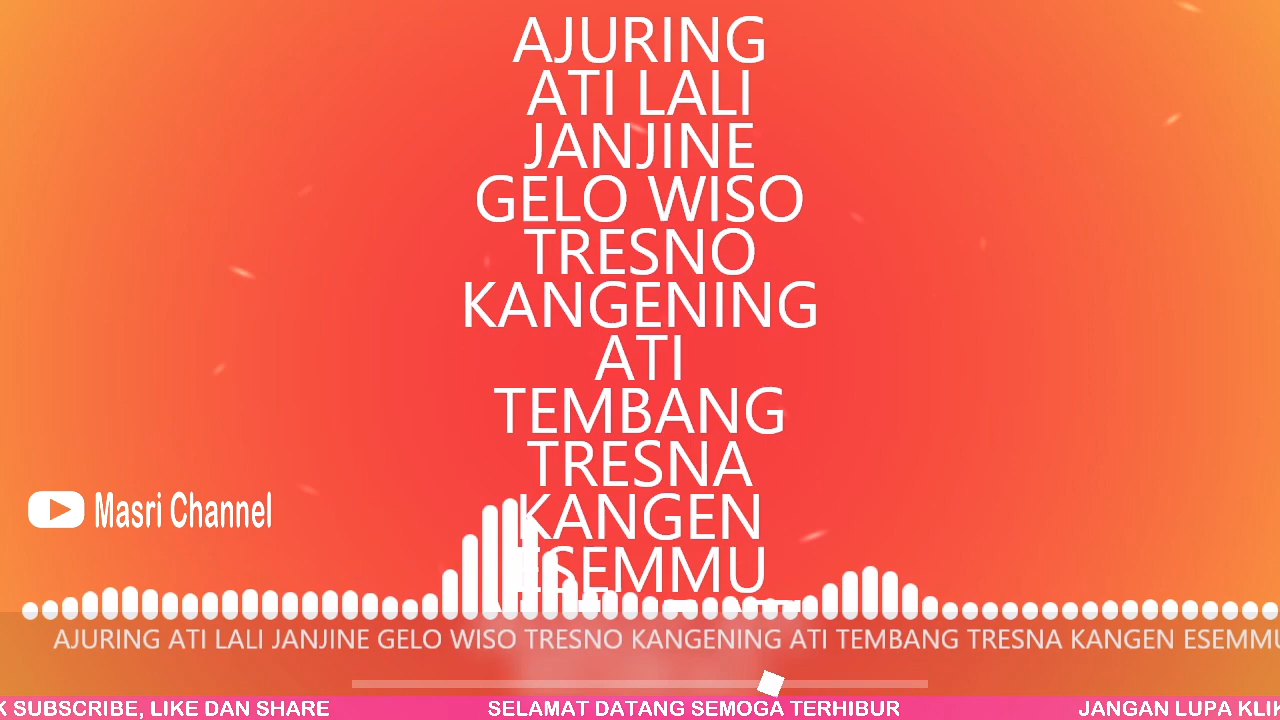 AJURING
ATI LALI
JANJINE
GELO WISO
TRESNO
KANGENING
ATI
TEMBANG
TRESNA
KANGEN
ESEMMU
Masri Channel
AJURING ATI LALI JANJINE GELO WISO TRESNO KANGENING ATI TEMBANG TRESNA KANGEN ESEMMU
K SUBSCRIBE, LIKE DAN SHARE SELAMAT DATANG SEMOGA TERHIBUR JANGAN LUPA KLIK